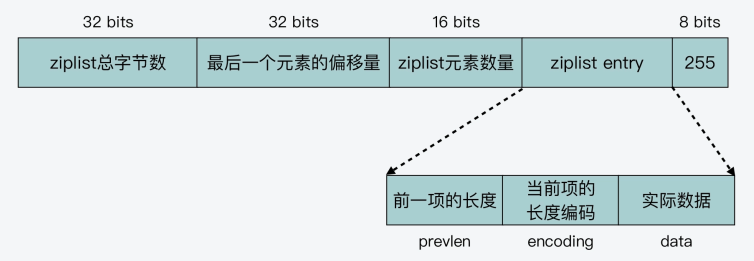 32 bits
32 bits
16 bits
8 bits
ziplist总字节数
最后一个元素的偏移量
ziplist元素数量
ziplist entry
255
前一项的长度
当前项的
长度编码
实际数据
prevlen
encoding
data